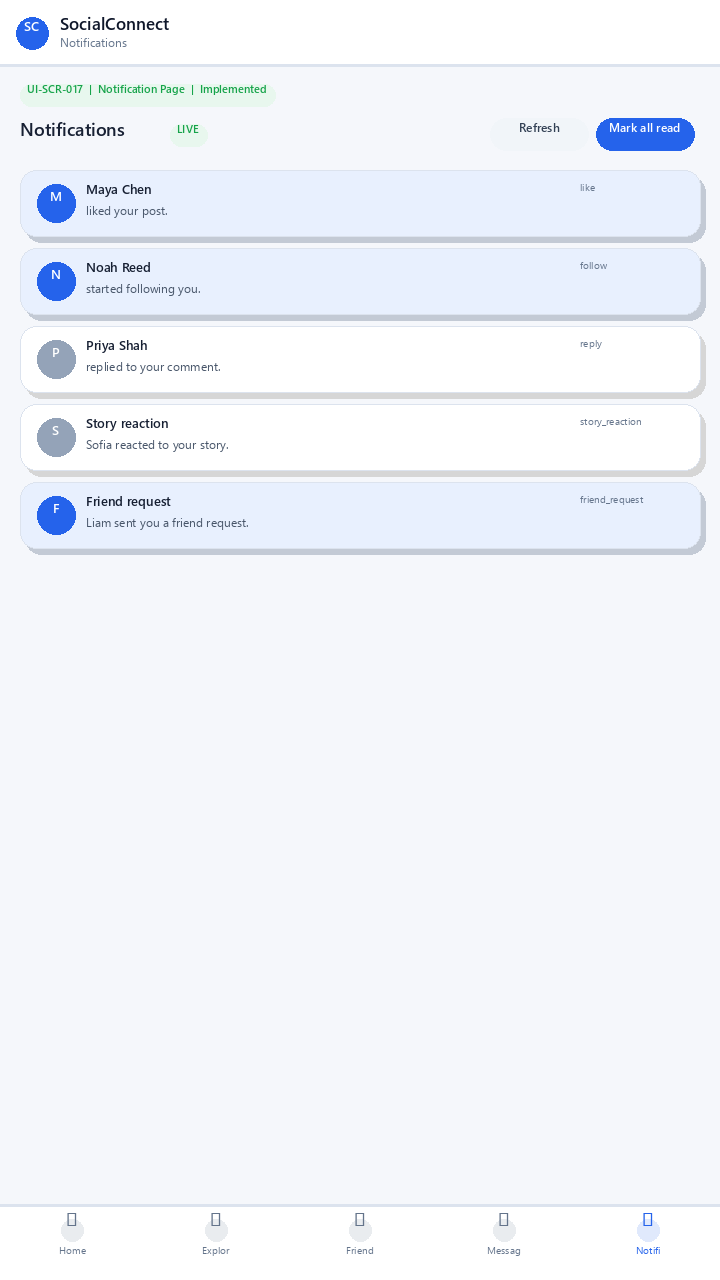 SC
SocialConnect
Notifications
UI-SCR-017 | Notification Page | Implemented
Notifications
LIVE
Refresh
Mark all read
M
Maya Chen
like
liked your post.
N
Noah Reed
follow
started following you.
P
Priya Shah
reply
replied to your comment.
S
Story reaction
story_reaction
Sofia reacted to your story.
F
Friend request
friend_request
Liam sent you a friend request.
Home
Explor
Friend
Messag
Notifi